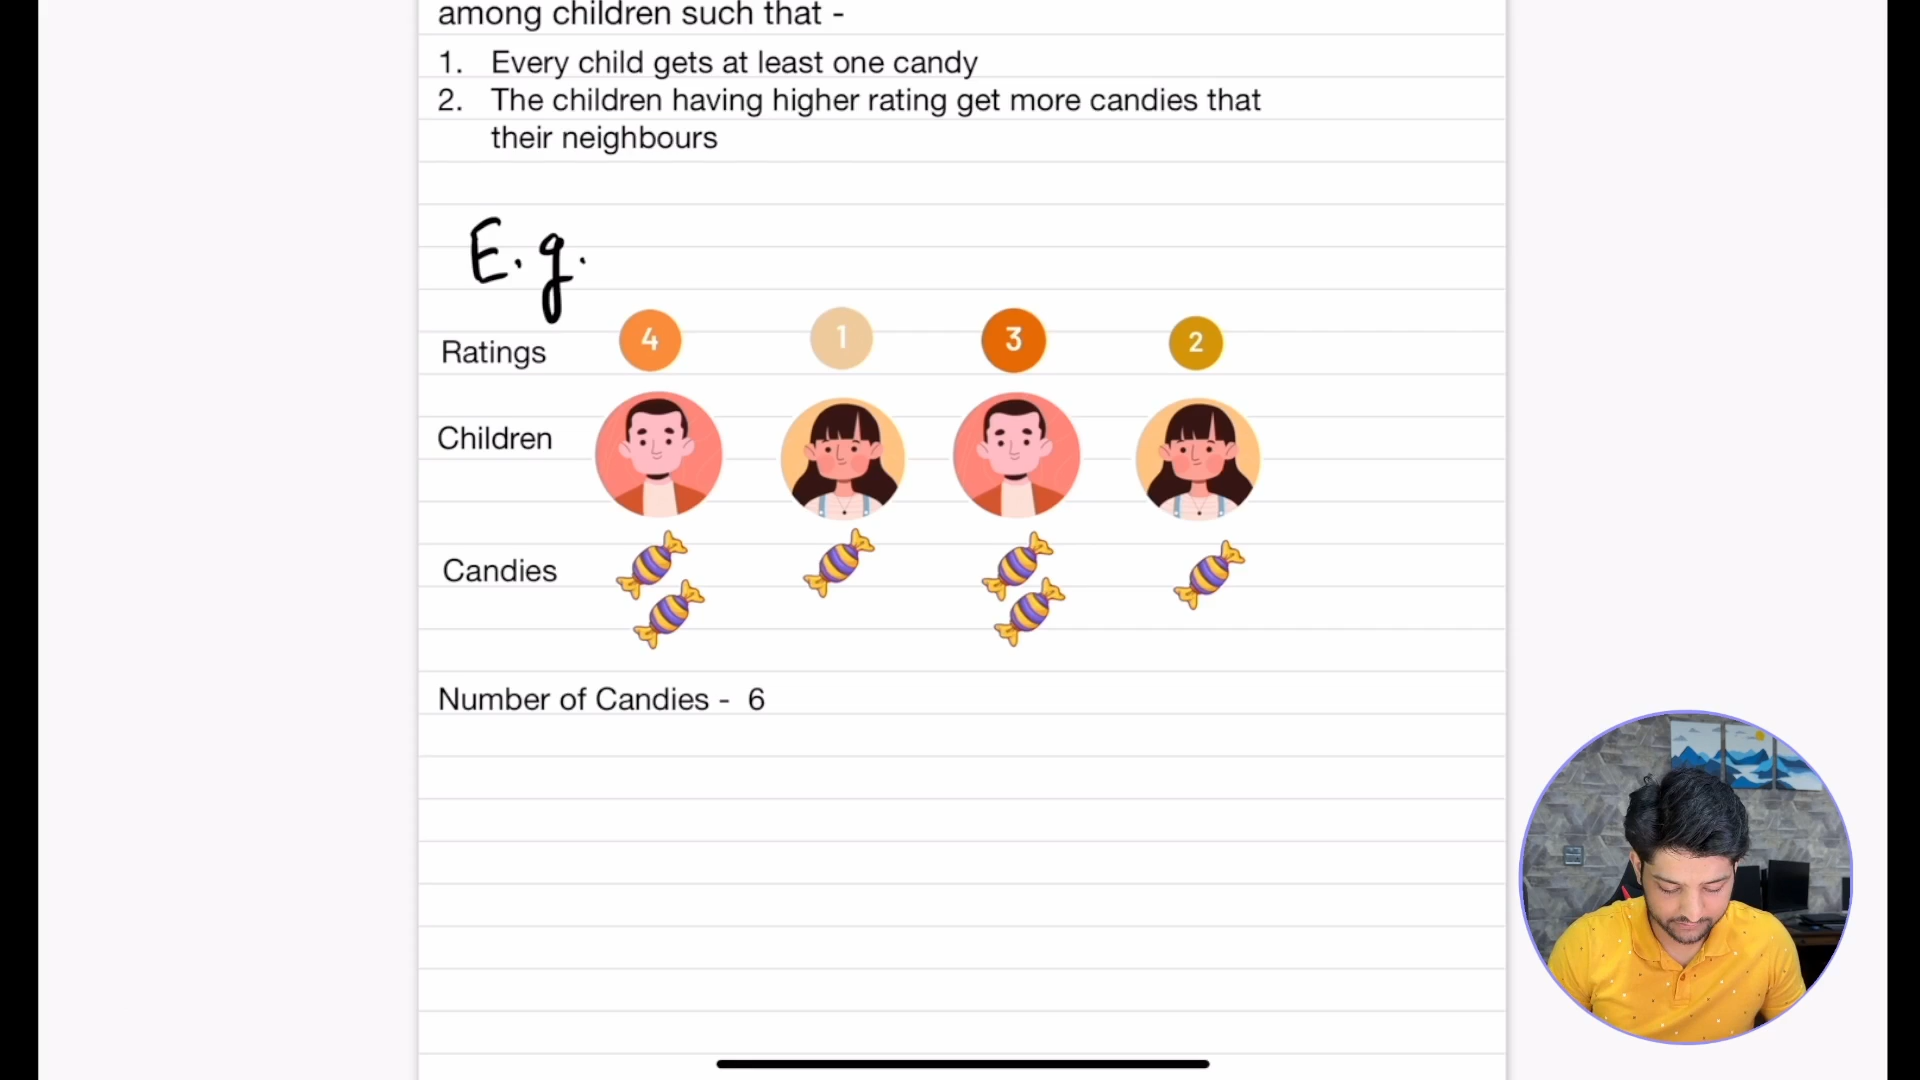 among children such that -
1. Every child gets at least one candy
2. The children having higher rating get more candies that
their neighbours
E.g.
Ratings 4 1 3 2
Children
Candies
Number of Candies - 6